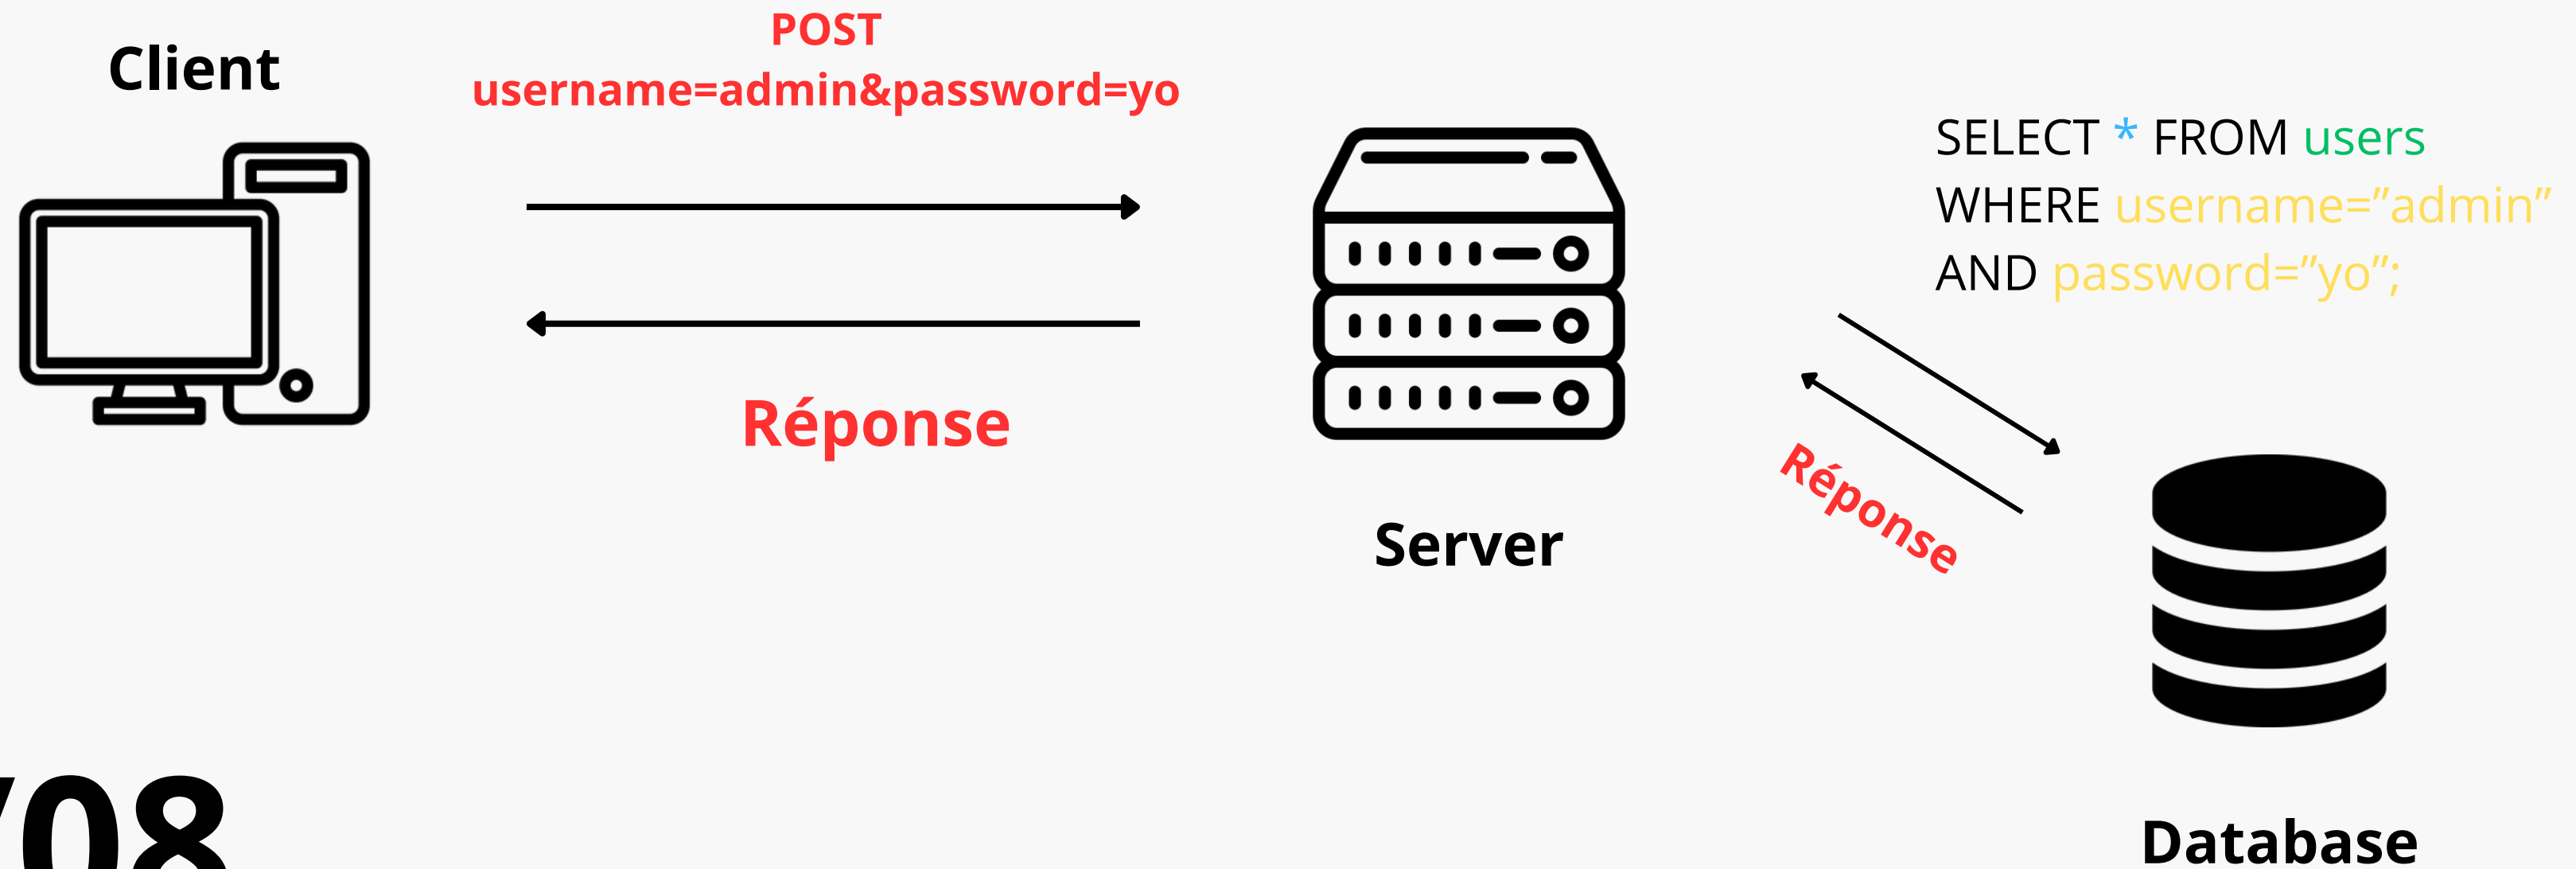 Client
POST
username=admin&password=yo
Réponse
Server
SELECT * FROM users
WHERE username=”admin”
AND password=”yo”;
Réponse
Database
/08